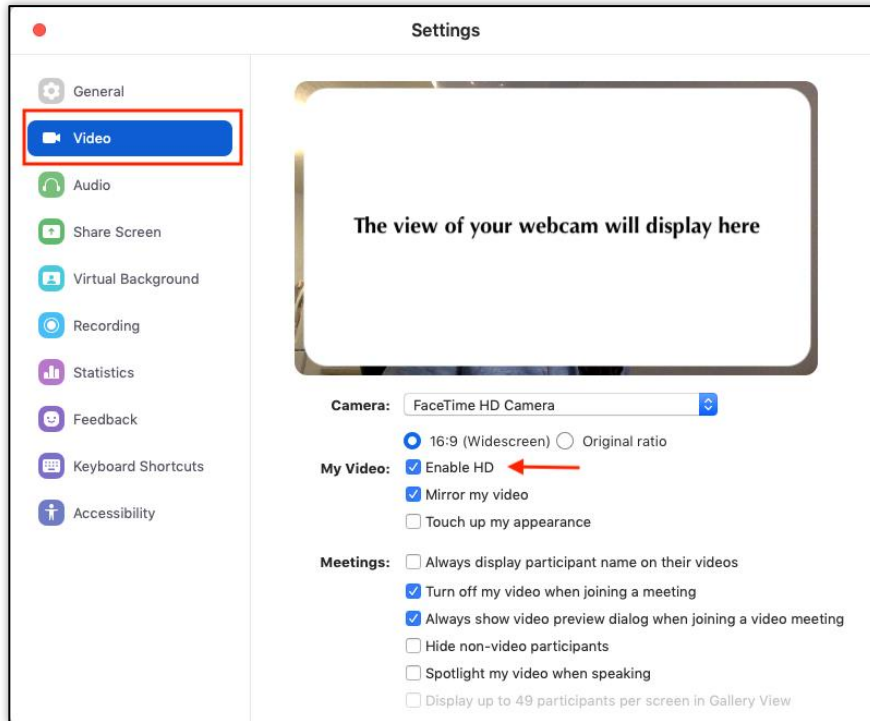 Settings
General
Video
Audio
Share Screen
Virtual Background
Recording
Statistics
Feedback
Keyboard Shortcuts
Accessibility
The view of your webcam will display here
Camera: FaceTime HD Camera
16:9 (Widescreen) Original ratio
My Video: Enable HD
Mirror my video
Touch up my appearance
Meetings: Always display participant name on their videos
Turn off my video when joining a meeting
Always show video preview dialog when joining a video meeting
Hide non-video participants
Spotlight my video when speaking
Display up to 49 participants per screen in Gallery View